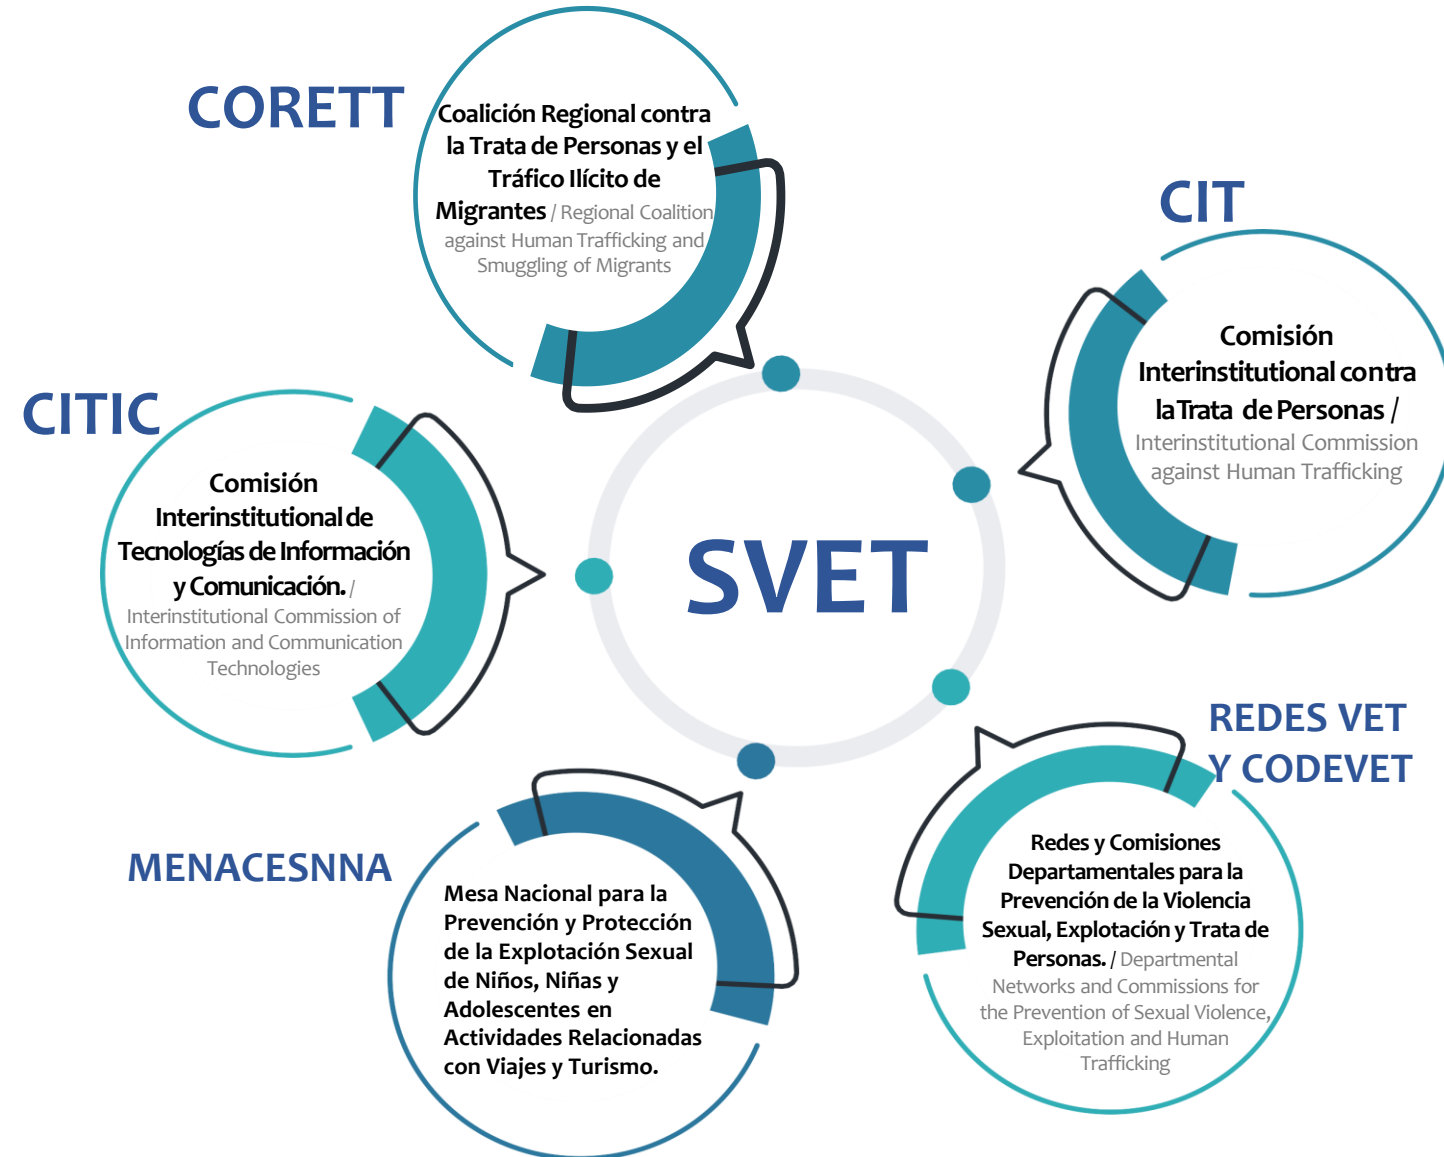 CORETT
Coalición Regional contra
la Trata de Personas y el
Tráfico Ilícito de
Migrantes / Regional Coalition
against Human Trafficking and
Smuggling of Migrants
CIT
Comisión
Interinstitutional contra
la Trata de Personas /
Interinstitutional Commission
against Human Trafficking
CITIC
Comisión
Interinstitutional de
Tecnologías de Información
y Comunicación. /
Interinstitutional Commission of
Information and Communication
Technologies
SVET
REDES VET
Y CODEVET
Redes y Comisiones
Departamentales para la
Prevención de la Violencia
Sexual, Explotación y Trata de
Personas. / Departamental
Networks and Commissions for
the Prevention of Sexual Violence,
Exploitation and Human
Trafficking
MENACESNNA
Mesa Nacional para la
Prevención y Protección
de la Explotación Sexual
de Niños, Niñas y
Adolescentes en
Actividades Relacionadas
con Viajes y Turismo.